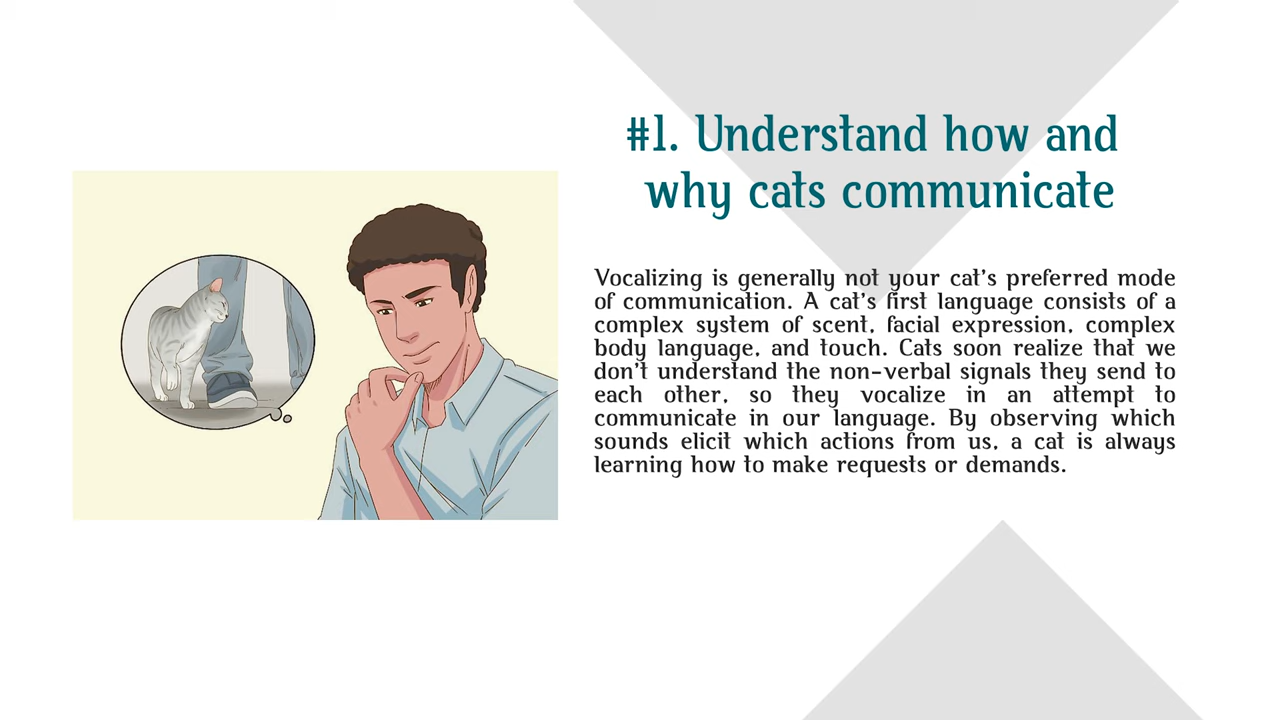 #1. Understand how and
why cats communicate
Vocalizing is generally not your cat's preferred mode
of communication. A cat's first language consists of a
complex system of scent, facial expression, complex
body language, and touch. Cats soon realize that we
don't understand the non-verbal signals they send to
each other, so they vocalize in an attempt to
communicate in our language. By observing which
sounds elicit which actions from us, a cat is always
learning how to make requests or demands.